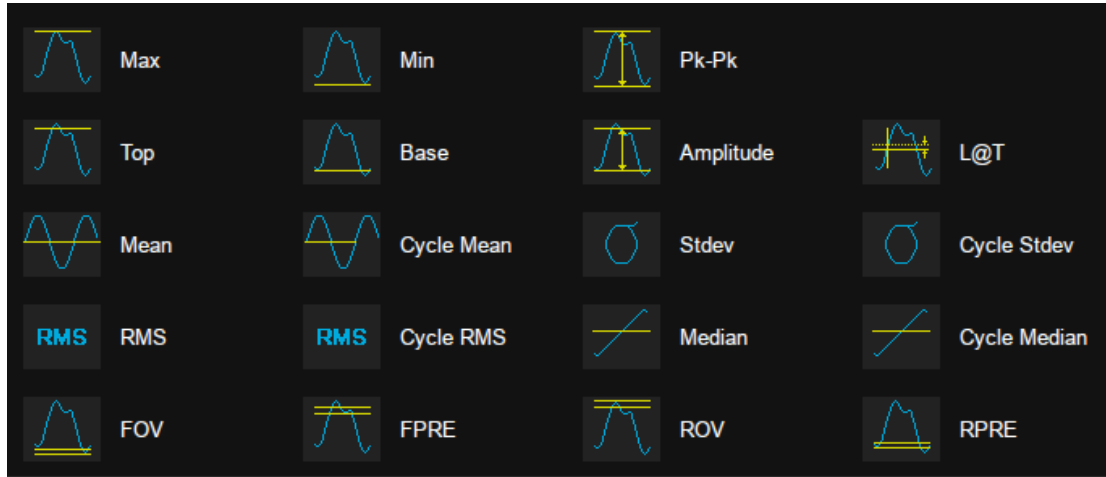 Max Min Pk-Pk
Top Base Amplitude L@T
Mean Cycle Mean Stdev Cycle Stdev
RMS RMS RMS Cycle RMS Median Cycle Median
FOV FPRE ROV RPRE